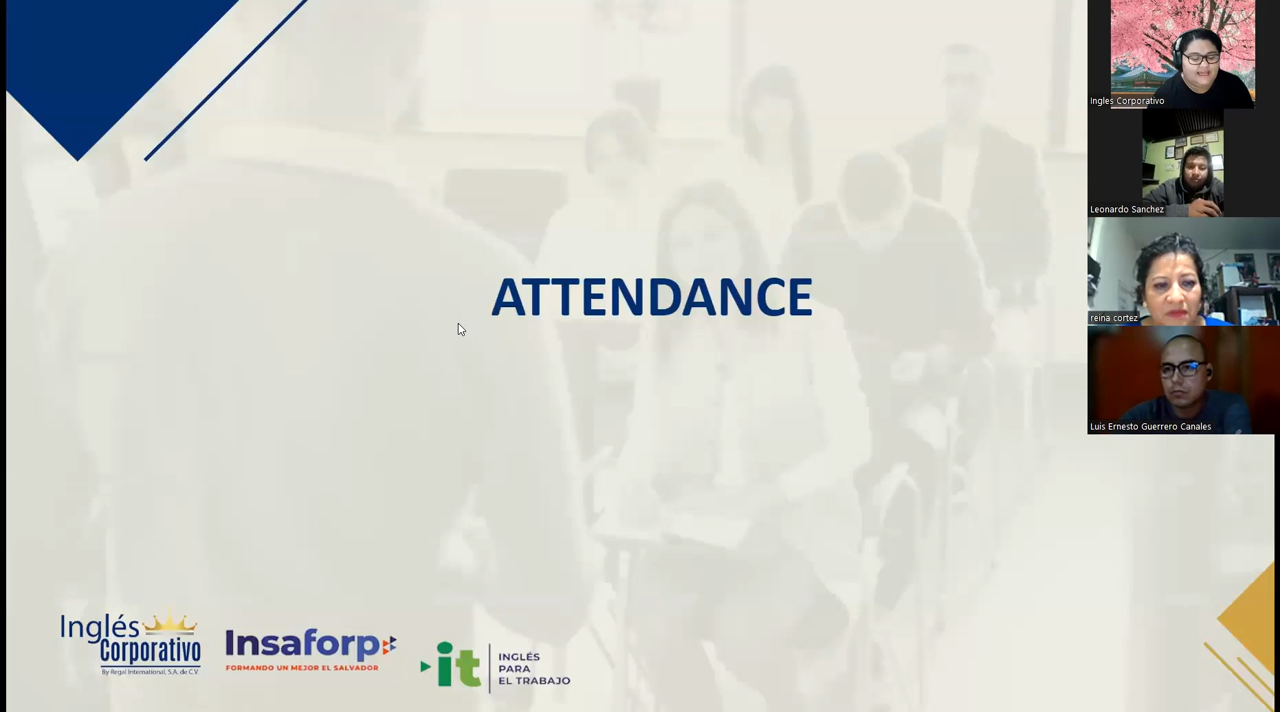 Ingles Corporativo
Leonardo Sanchez
reina cortez
Luis Ernesto Guerrero Canales
ATTENDANCE
Inglés
Corporativo
By Regal International, S.A. de C.V.
Insaforp
FORMANDO UN MEJOR EL SALVADOR
it
INGLÉS
PARA
EL TRABAJO